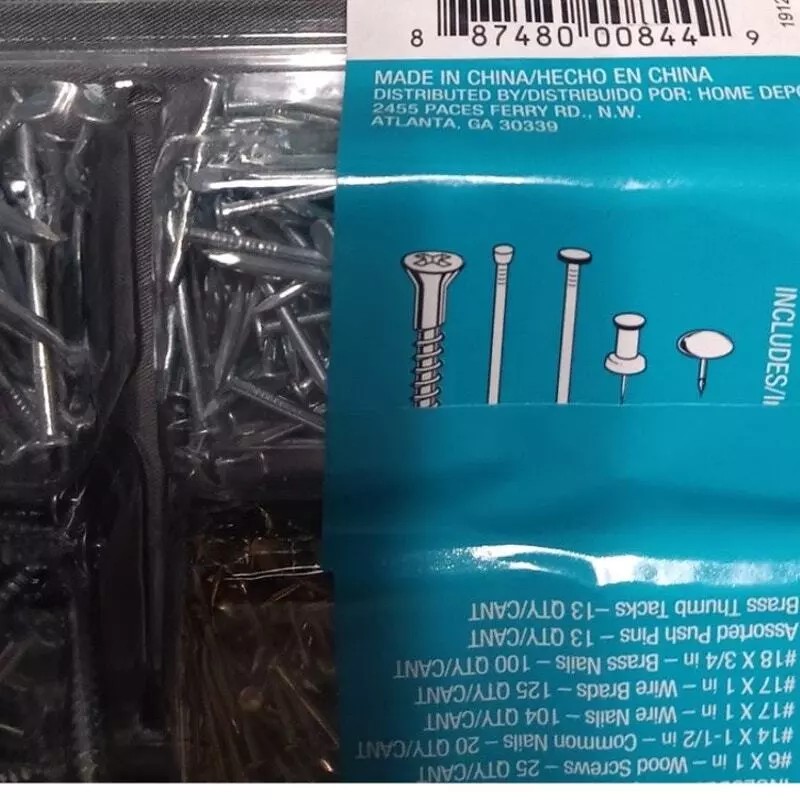 8 87480 00844 9
1912
MADE IN CHINA/HECHO EN CHINA
DISTRIBUTED BY/DISTRIBUIDO POR: HOME DEPO
2455 PACES FERRY RD., N.W.
ATLANTA, GA 30339
INCLUDES/I
#6 X 1 in – Wood Screws – 25 QTY/CANT
#14 X 1-1/2 in – Common Nails – 20 QTY/CANT
#17 X 1 in – Wire Nails – 104 QTY/CANT
#17 X 1 in – Wire Brads – 125 QTY/CANT
#18 X 3/4 in – Brass Nails – 100 QTY/CANT
Assorted Push Pins – 13 QTY/CANT
Brass Thumb Tacks –13 QTY/CANT